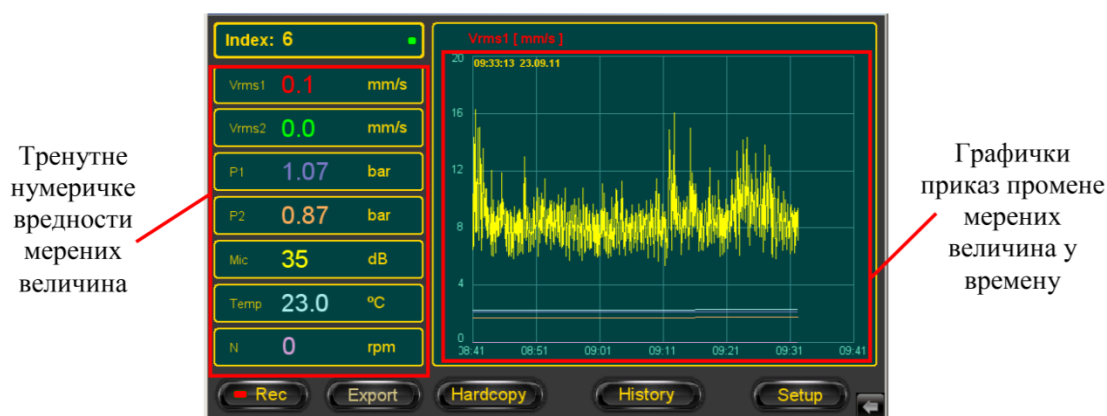 Тренутне
нумеричке
вредности
мерених
величина
Index: 6
Vrms1 0.1 mm/s
Vrms2 0.0 mm/s
P1 1.07 bar
P2 0.87 bar
Mic 35 dB
Temp 23.0 ºC
N 0 rpm
Vrms1 [ mm/s ]
09:33:13 23.09.11
20
16
12
8
4
0
08:41 08:51 09:01 09:11 09:21 09:31 09:41
Rec Export Hardcopy History Setup
Графички
приказ промене
мерених
величина у
времену